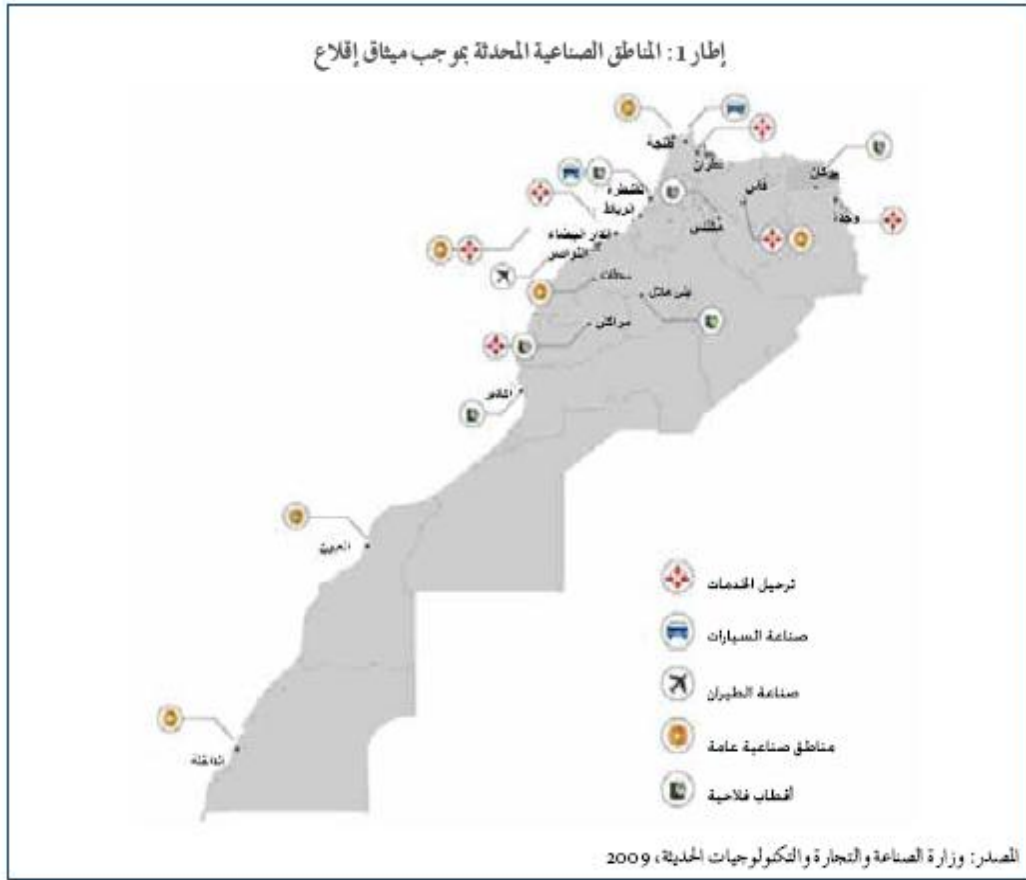 إطار 1: المناطق الصناعية المحدثة بموجب ميثاق إقلاع
طنجة
تطوان
بركان
فاس
وجدة
القنيطرة
الرباط
مكناس
الدار البيضاء
النواصر
سطات
بني ملال
مراكش
أكادير
العيون
الداخلة
ترحيل الخدمات
صناعة السيارات
صناعة الطيران
مناطق صناعية عامة
أقطاب فلاحية
المصدر: وزارة الصناعة والتجارة والتكنولوجيات الحديثة، 2009